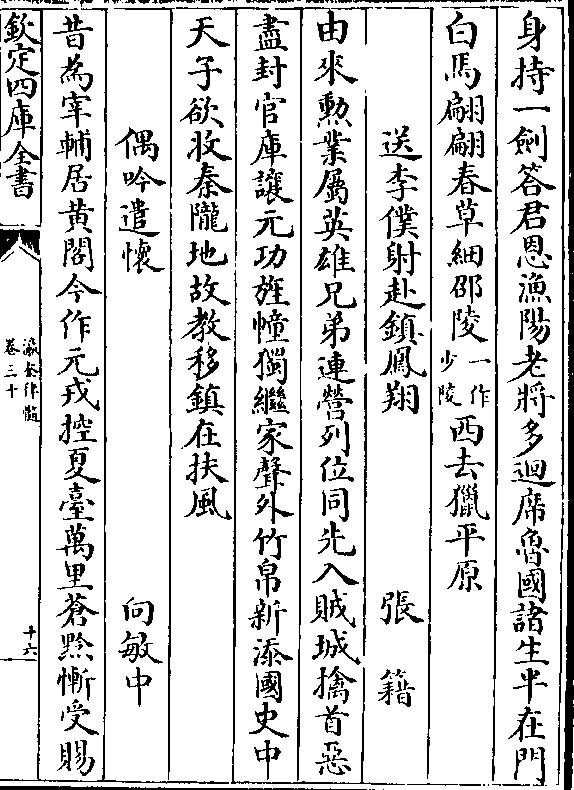 身持一劍答君恩漁陽老將多迴席魯國諸生半在門
白馬翩翩春草細邵陵一作少陵西去獵平原
送李僕射赴鎮鳳翔　張籍
由來勲業屬英雄兄弟連營列位同先入賊城擒首惡
盡封官庫讓元功旌幢獨繼家聲外竹帛新添國史中
天子欲收秦隴地故教移鎮在扶風
偶吟遣懷　向敏中
昔為宰輔居黄閣今作元戎控夏臺萬里蒼黔慚受賜
欽定四庫全書
瀛奎律髓
卷三十
十六